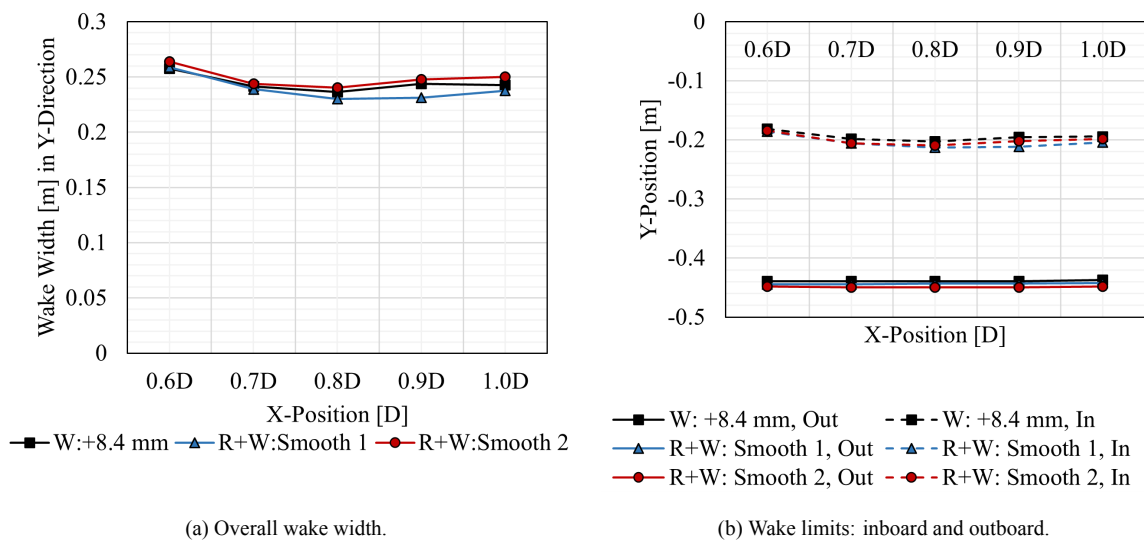 0.3
0.25
0.2
0.15
0.1
0.05
0
Wake Width [m] in Y-Direction
0.6D 0.7D 0.8D 0.9D 1.0D
X-Position [D]
W:+8.4 mm R+W:Smooth 1 R+W:Smooth 2
(a) Overall wake width.
0
-0.1
-0.2
-0.3
-0.4
-0.5
Y-Position [m]
0.6D 0.7D 0.8D 0.9D 1.0D
X-Position [D]
W: +8.4 mm, Out W: +8.4 mm, In
R+W: Smooth 1, Out R+W: Smooth 1, In
R+W: Smooth 2, Out R+W: Smooth 2, In
(b) Wake limits: inboard and outboard.